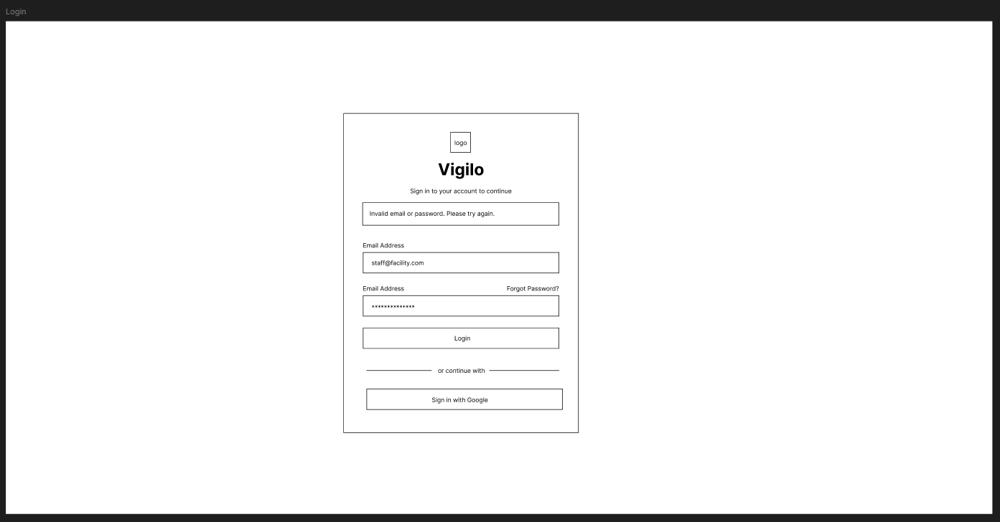 Login
logo
Vigilo
Sign in to your account to continue
Invalid email or password. Please try again.
Email Address
staff@facility.com
Email Address Forgot Password?
**************
Login
or continue with
Sign in with Google